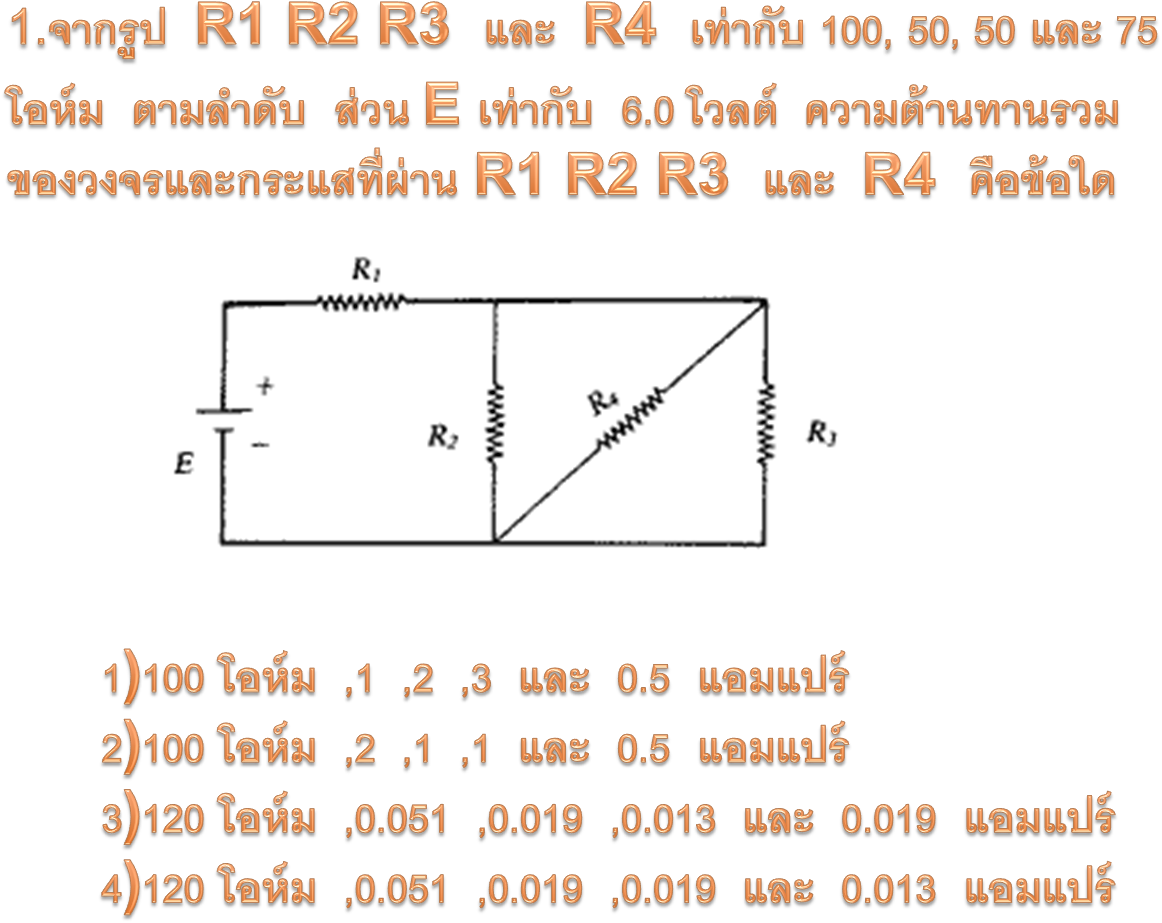 1.จากรูป R1 R2 R3 และ R4 เท่ากับ 100, 50, 50 และ 75
โอห์ม ตามลำดับ ส่วน E เท่ากับ 6.0 โวลต์ ความต้านทานรวม
ของวงจรและกระแสที่ผ่าน R1 R2 R3 และ R4 คือข้อใด
R1
+
R4
R2
R3
−
E
1)100 โอห์ม ,1 ,2 ,3 และ 0.5 แอมแปร์
2)100 โอห์ม ,2 ,1 ,1 และ 0.5 แอมแปร์
3)120 โอห์ม ,0.051 ,0.019 ,0.013 และ 0.019 แอมแปร์
4)120 โอห์ม ,0.051 ,0.019 ,0.019 และ 0.013 แอมแปร์